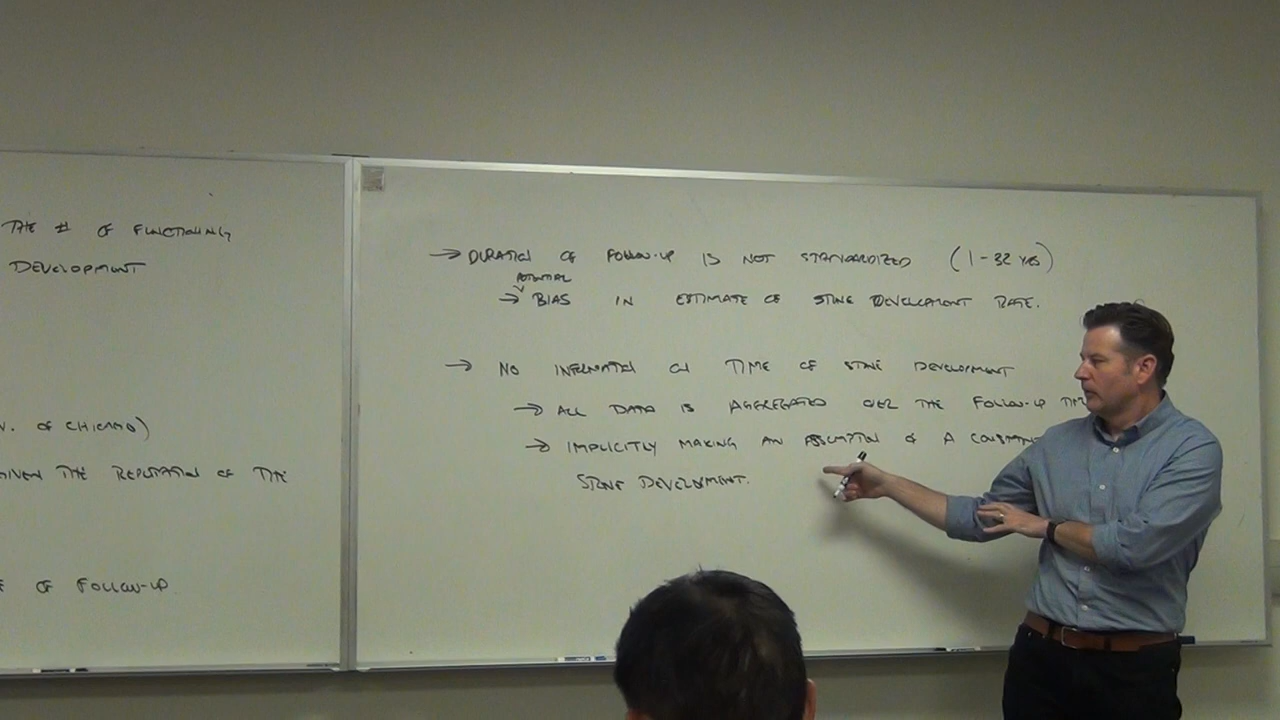 THE # OF FUNCTIONING
DEVELOPMENT
. OF CHICAGO)
GIVEN THE REPUTATION OF THE
OF FOLLOW-UP
→ DURATION OF FOLLOW-UP IS NOT STANDARDIZED (1-32 YRS)
POTENTIAL
→ BIAS IN ESTIMATE OF STONE DEVELOPMENT RATE.
→ NO INFORMATION ON TIME OF STONE DEVELOPMENT
→ ALL DATA IS AGGREGATED OVER THE FOLLOW-UP TIM
→ IMPLICITLY MAKING AN ASSUMPTION OF A CONSTAN
STONE DEVELOPMENT.